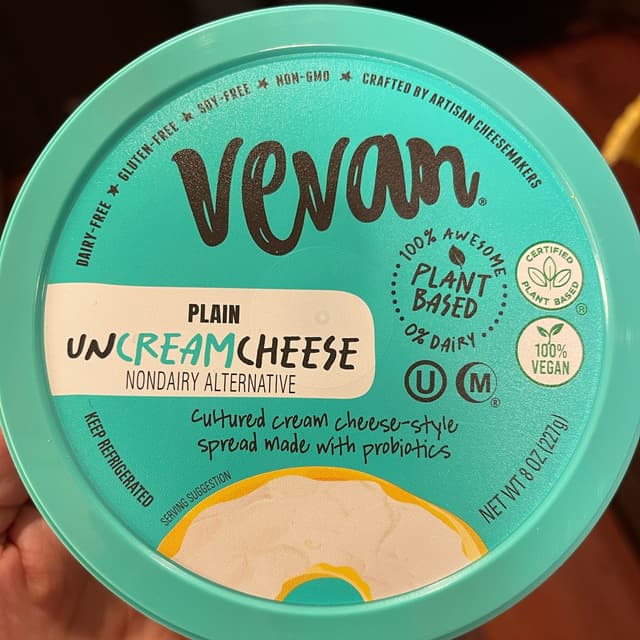 DAIRY-FREE ★ GLUTEN-FREE ★ SOY-FREE ★ NON-GMO ★ CRAFTED BY ARTISAN CHEESEMAKERS
vevan®
100% AWESOME
PLANT
BASED
0% DAIRY
CERTIFIED
PLANT BASED
®
100%
VEGAN
PLAIN
UNCREAMCHEESE
NONDAIRY ALTERNATIVE
U M®
Cultured cream cheese-style
spread made with probiotics
KEEP REFRIGERATED
SERVING SUGGESTION
NET WT 8 OZ (227g)